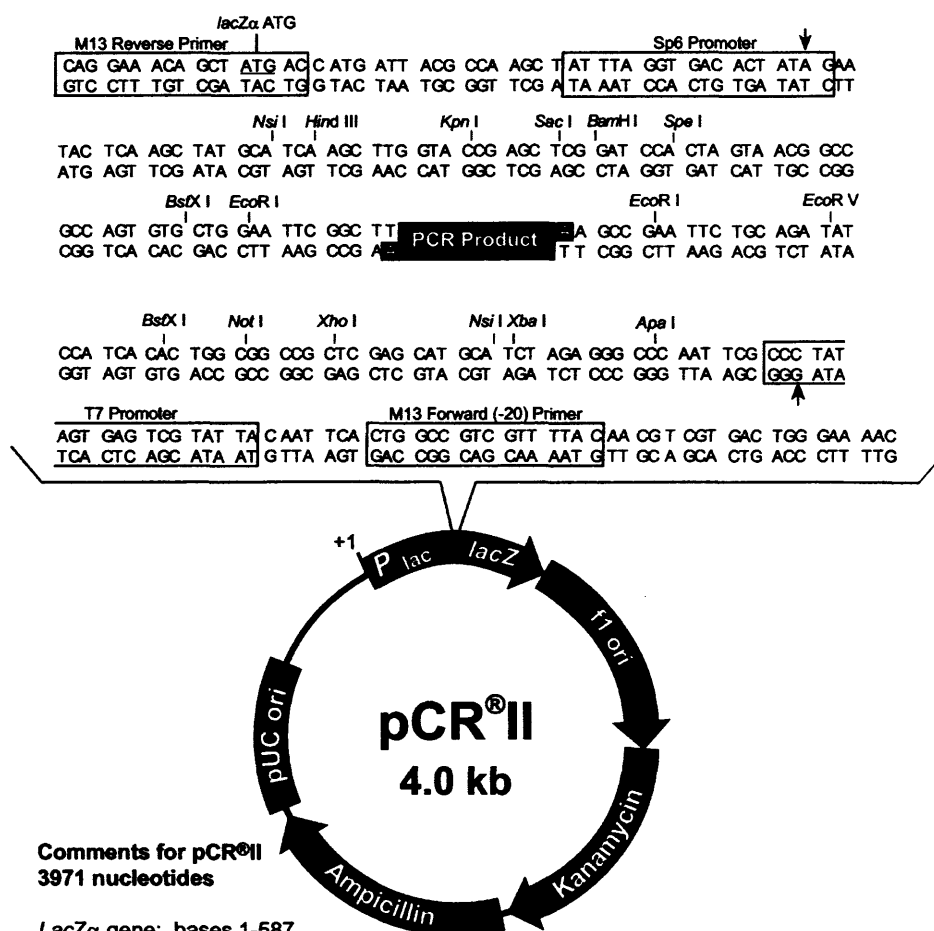 lacZα ATG
M13 Reverse Primer
Sp6 Promoter
CAG GAA ACA GCT ATG AC C ATG ATT ACG CCA AGC T AT TTA GGT GAC ACT ATA G AA
GTC CTT TGT CGA TAC TG G TAC TAA TGC GGT TCG A TA AAT CCA CTG TGA TAT C TT
Nsi I Hind III Kpn I Sac I BamH I Spe I
TAC TCA AGC TAT GCA TCA AGC TTG GTA CCG AGC TCG GAT CCA CTA GTA ACG GCC
ATG AGT TCG ATA CGT AGT TCG AAC CAT GGC TCG AGC CTA GGT GAT CAT TGC CGG
BstX I EcoR I EcoR I EcoR V
GCC AGT GTG CTG GAA TTC GGC TT PCR Product A GCC GAA TTC TGC AGA TAT
CGG TCA CAC GAC CTT AAG CCG A T T CGG CTT AAG ACG TCT ATA
BstX I Not I Xho I Nsi I Xba I Apa I
CCA TCA CAC TGG CGG CCG CTC GAG CAT GCA TCT AGA GGG CCC AAT TCG CCC TAT
GGT AGT GTG ACC GCC GGC GAG CTC GTA CGT AGA TCT CCC GGG TTA AGC GGG ATA
T7 Promoter M13 Forward (-20) Primer
AGT GAG TCG TAT TA C AAT TCA CTG GCC GTC GTT TTA C AA CGT CGT GAC TGG GAA AAC
TCA CTC AGC ATA AT G TTA AGT GAC CGG CAG CAA AAT G TT GCA GCA CTG ACC CTT TTG
+1
P lac lacZ
f1 ori
Kanamycin
Ampicillin
pUC ori
pCR®II
4.0 kb
Comments for pCR®II
3971 nucleotides
LacZα gene: bases 1-587